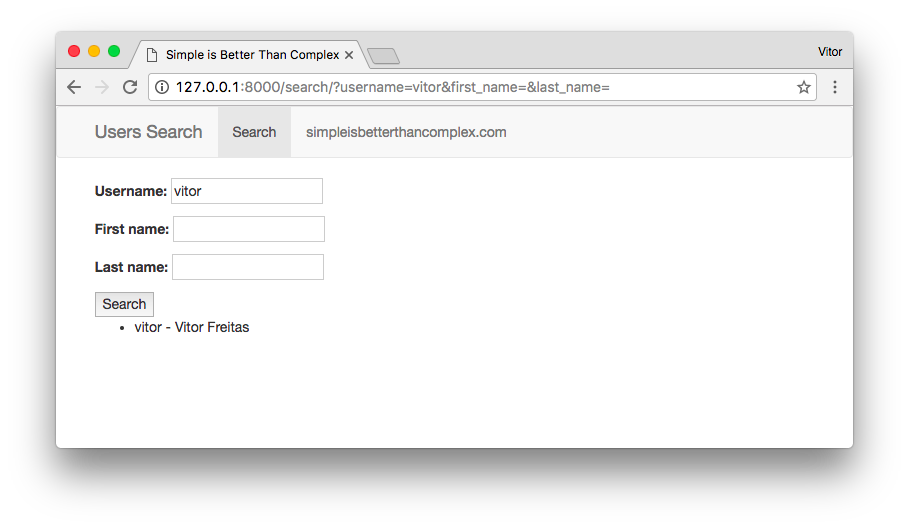 Simple is Better Than Complex
Vitor
127.0.0.1:8000/search/?username=vitor&first_name=&last_name=
Users Search Search simpleisbetterthancomplex.com
Username: vitor
First name:
Last name:
Search
• vitor - Vitor Freitas